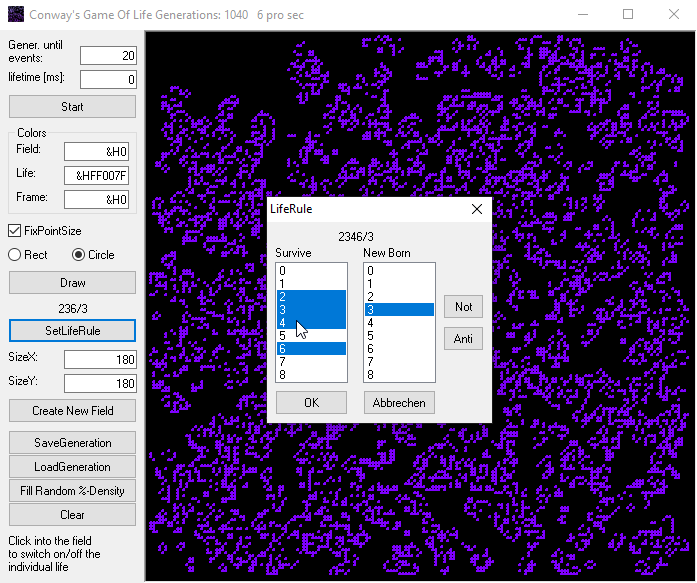 Conway's Game Of Life Generations: 1040 6 pro sec
Gener. until
events:
20
lifetime [ms]:
0
Start
Colors
Field:
&H0
Life:
&HFF007F
Frame:
&H0
FixPointSize
Rect
Circle
Draw
236/3
SetLifeRule
SizeX:
180
SizeY:
180
Create New Field
SaveGeneration
LoadGeneration
Fill Random %-Density
Clear
Click into the field
to switch on/off the
individual life
LifeRule
2346/3
Survive
0
1
2
3
4
5
6
7
8
New Born
0
1
2
3
4
5
6
7
8
Not
Anti
OK
Abbrechen